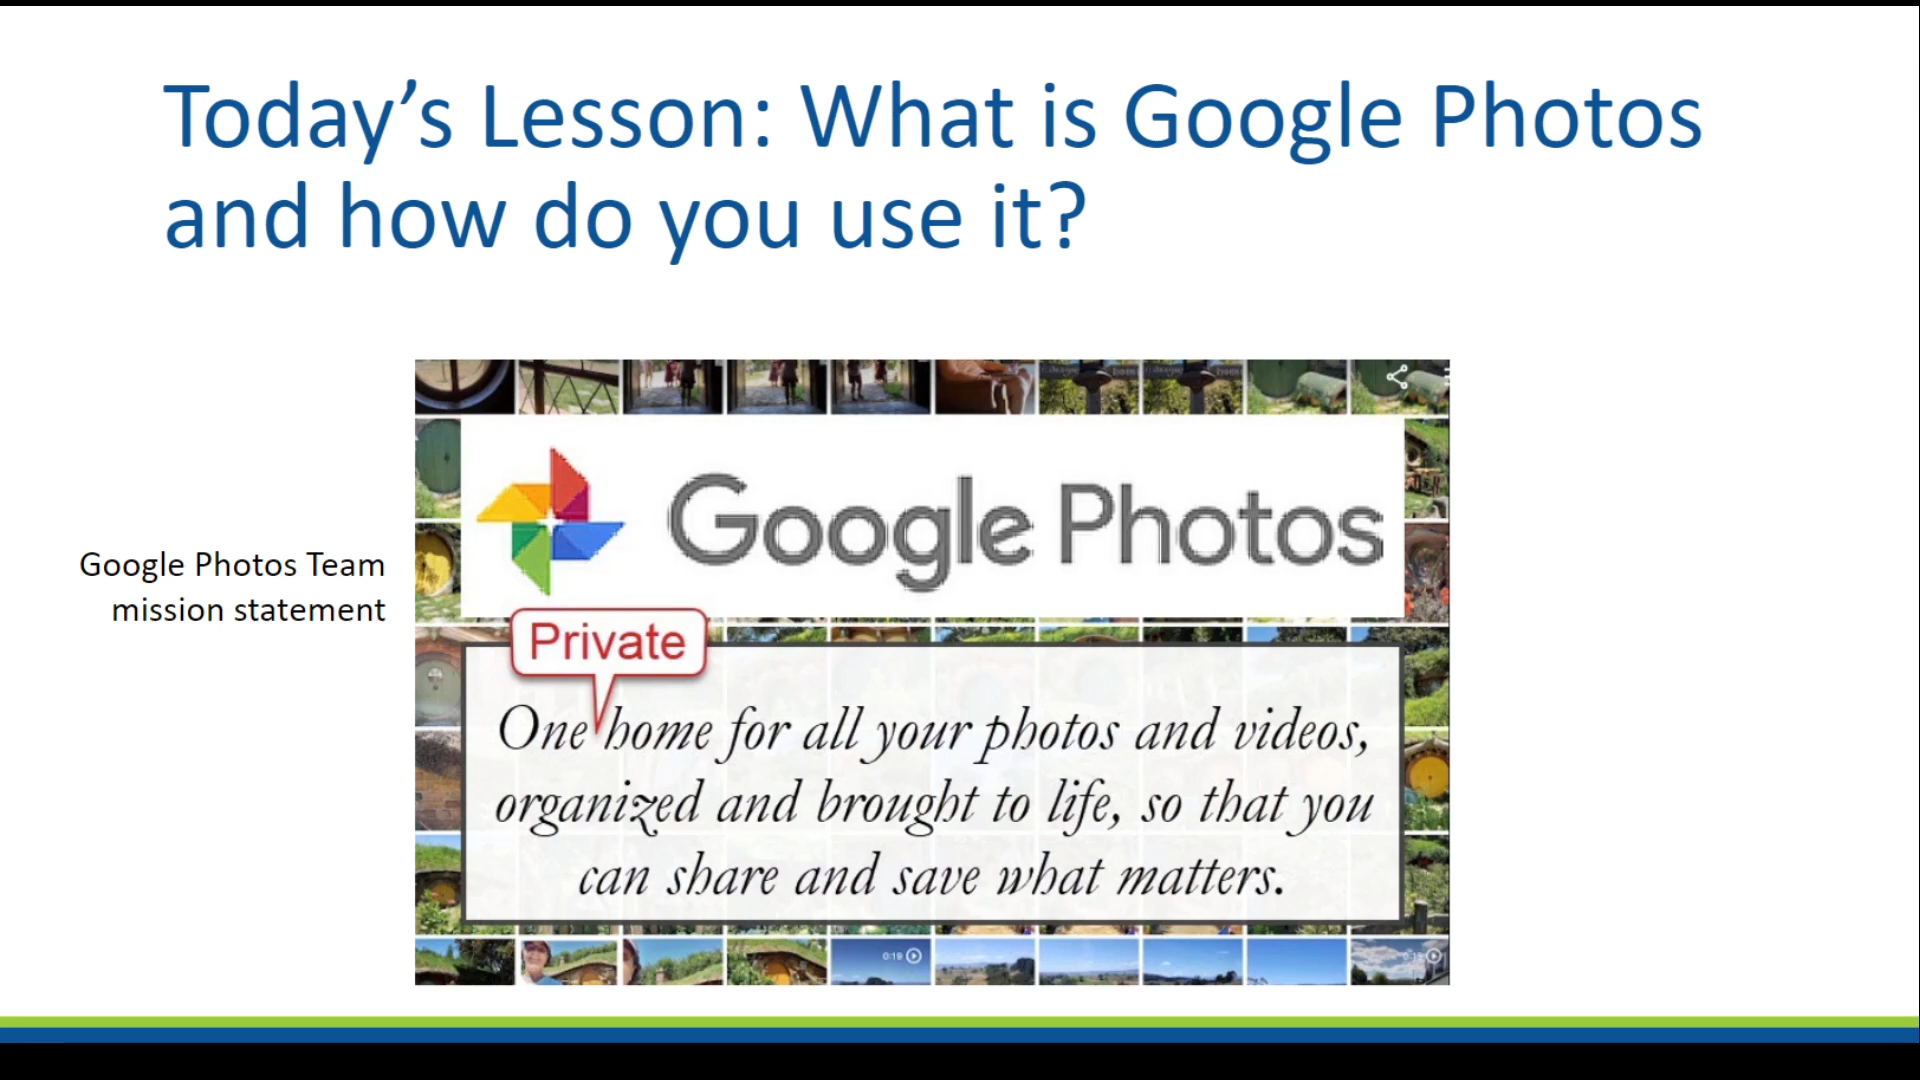 Today's Lesson: What is Google Photos
and how do you use it?
Google Photos Team
mission statement
Google Photos
Private
One home for all your photos and videos,
organized and brought to life, so that you
can share and save what matters.
0:19